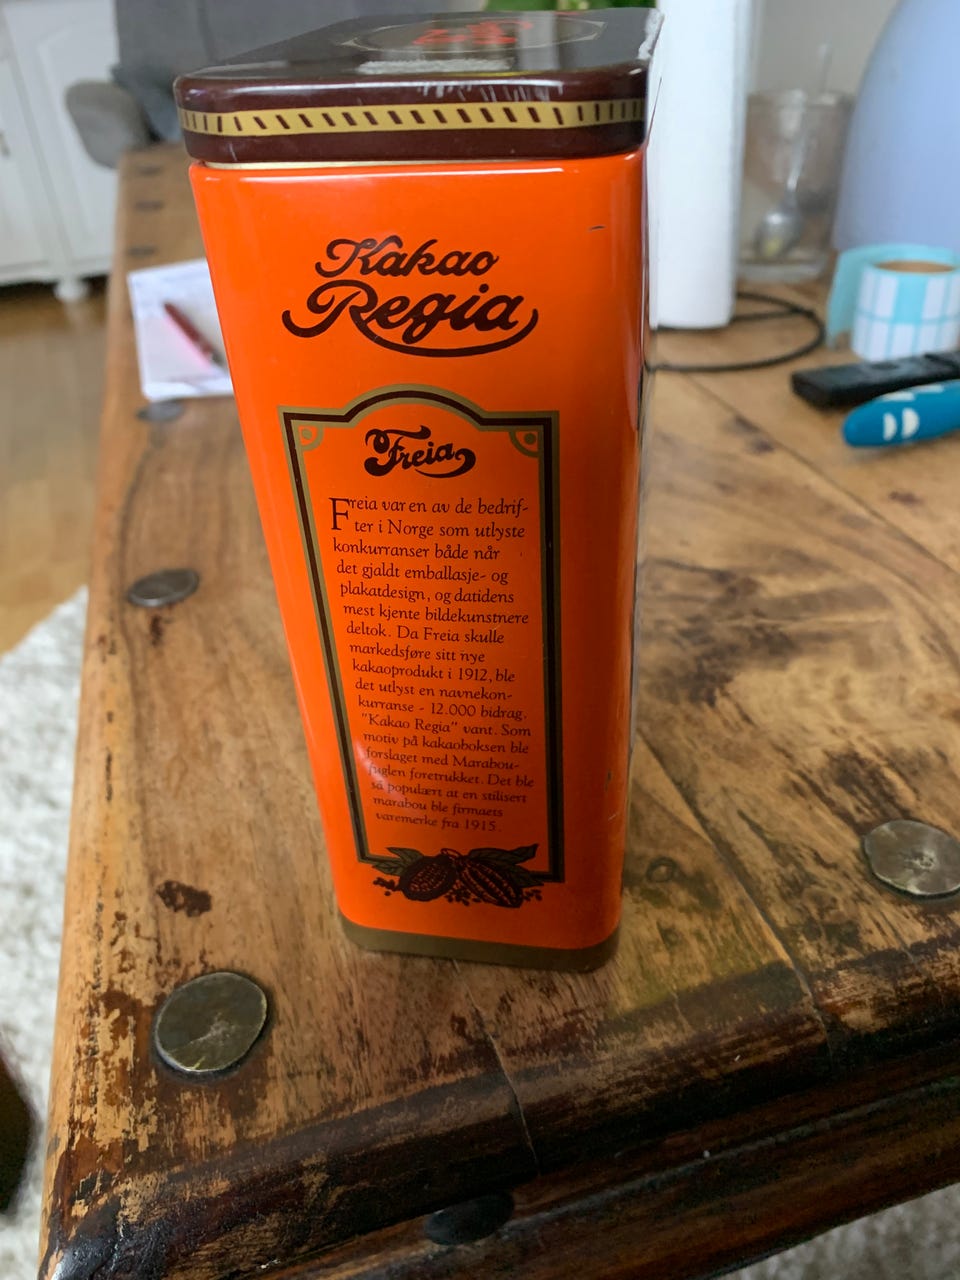 Kakao
Regia
Freia
Freia var en av de bedrif-
ter i Norge som utlyste
konkurranser både når
det gjaldt emballasje- og
plakatdesign, og datidens
mest kjente bildekunstnere
deltok. Da Freia skulle
markedsføre sitt nye
kakaoprodukt i 1912, ble
det utlyst en navnekon-
kurranse - 12.000 bidrag.
"Kakao Regia" vant. Som
motiv på kakaoboksen ble
forslaget med Marabou-
fuglen foretrukket. Det ble
så populært at en stilisert
marabou ble firmaets
varemerke fra 1915.